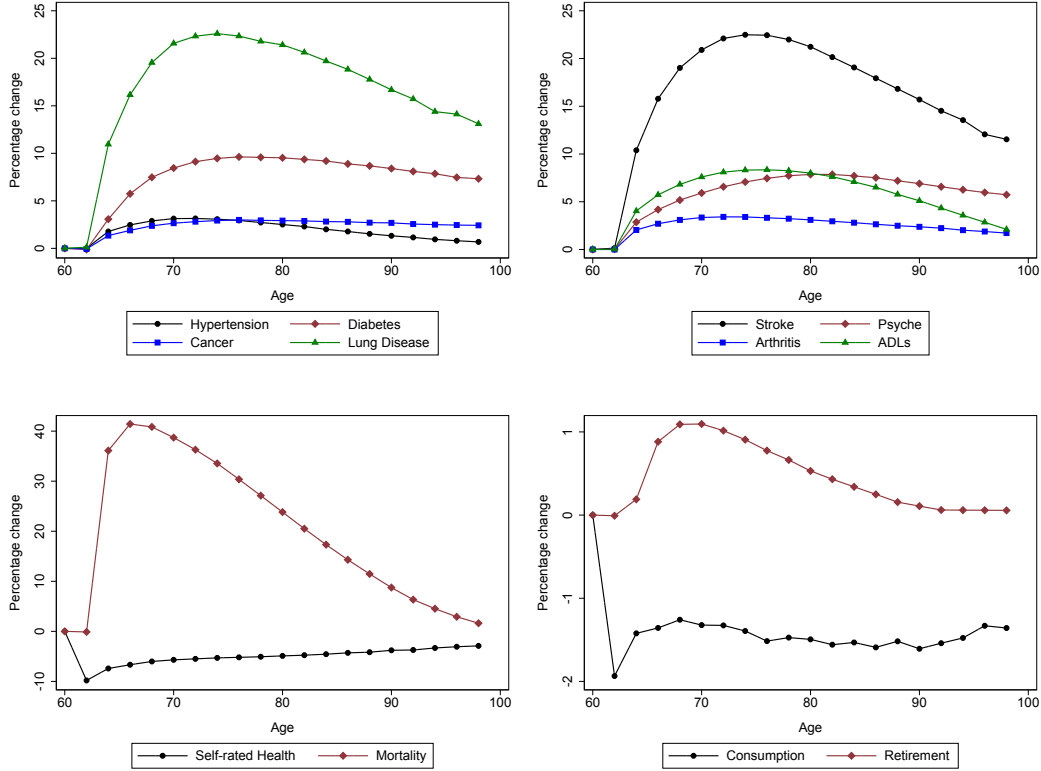 Percentage change
25
20
15
10
5
0
60 70 80 90 100
Age
Hypertension Diabetes
Cancer Lung Disease
Percentage change
25
20
15
10
5
0
60 70 80 90 100
Age
Stroke Psyche
Arthritis ADLs
Percentage change
40
30
20
10
0
-10
60 70 80 90 100
Age
Self-rated Health Mortality
Percentage change
1
0
-1
-2
60 70 80 90 100
Age
Consumption Retirement